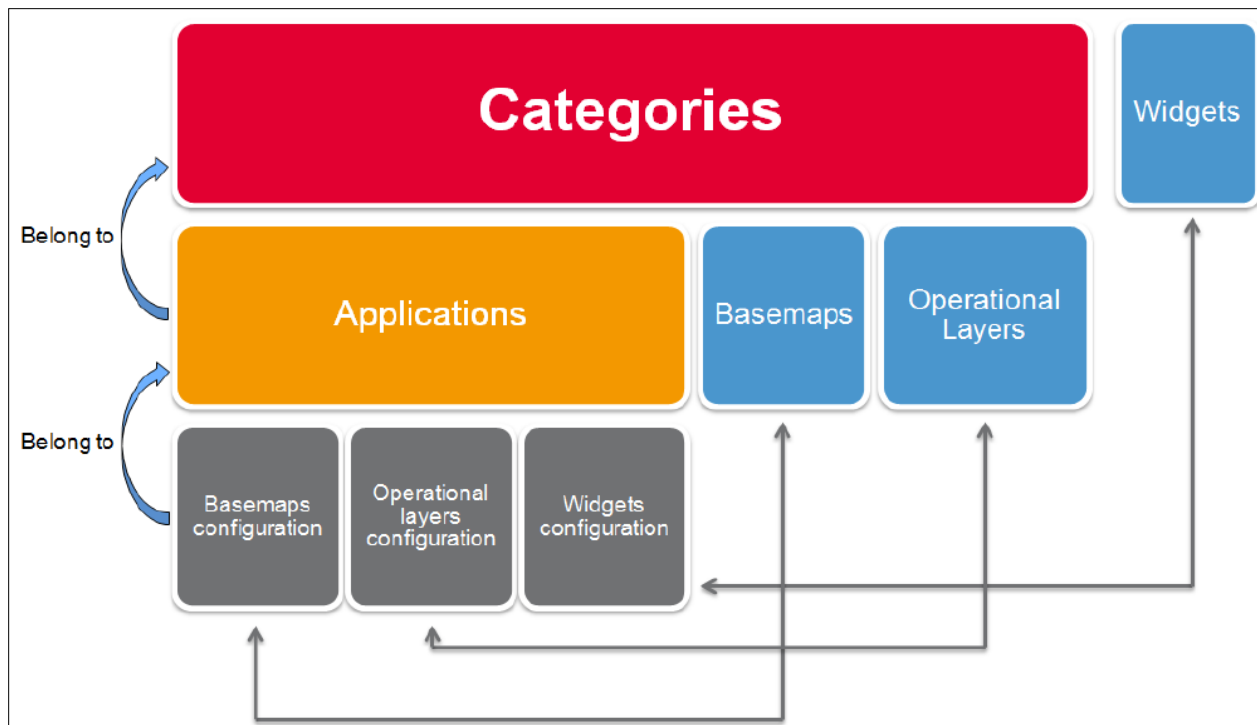 Categories
Widgets
Belong to
Applications
Basemaps
Operational
Layers
Belong to
Basemaps
configuration
Operational
layers
configuration
Widgets
configuration